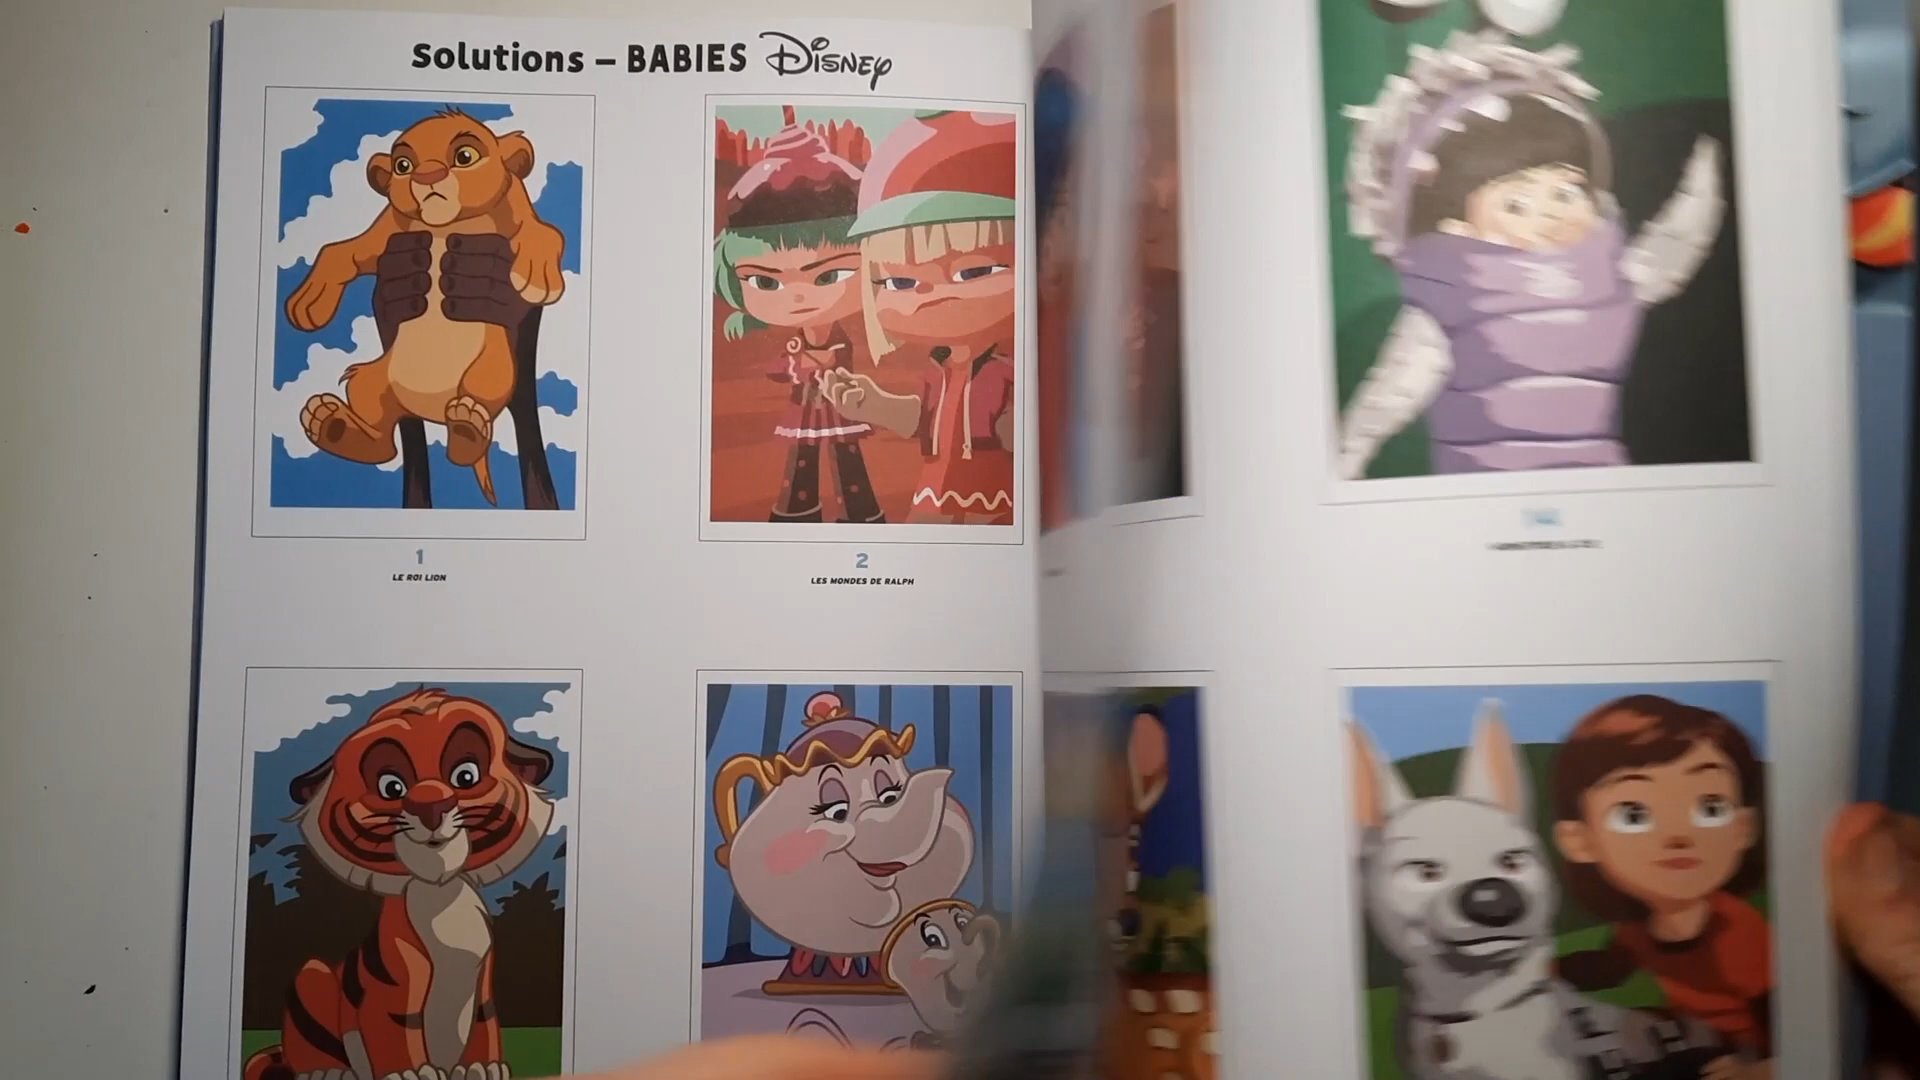 Solutions – BABIES Disney
1
LE ROI LION
2
LES MONDES DE RALPH